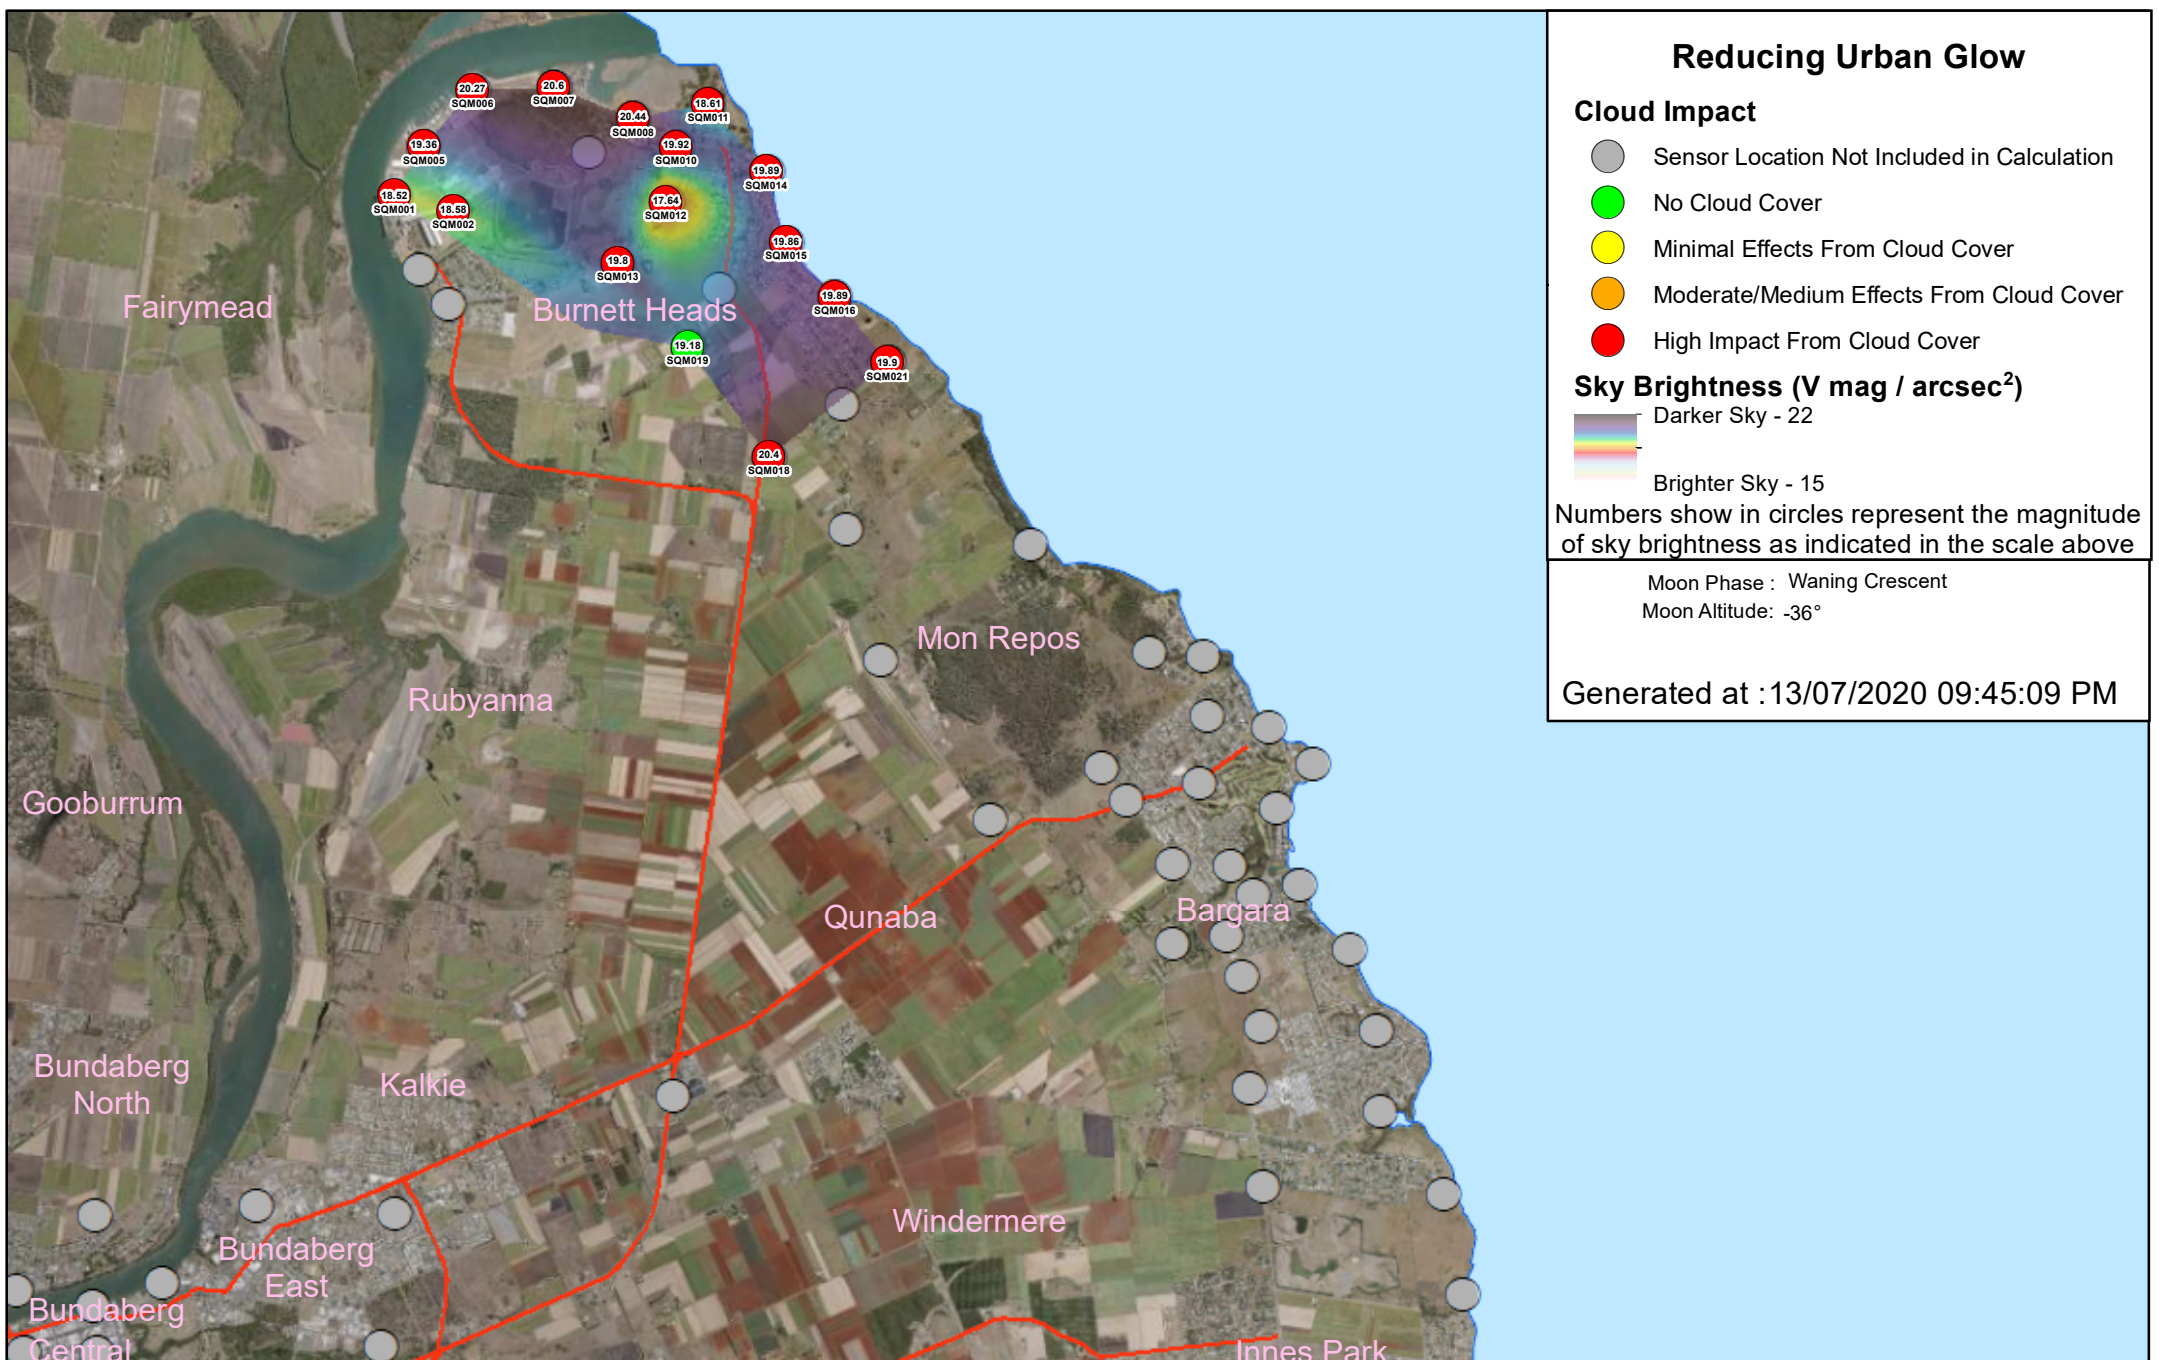 Reducing Urban Glow
Cloud Impact
Sensor Location Not Included in Calculation
No Cloud Cover
Minimal Effects From Cloud Cover
Moderate/Medium Effects From Cloud Cover
High Impact From Cloud Cover
Sky Brightness (V mag / arcsec²)
Darker Sky - 22
Brighter Sky - 15
Numbers show in circles represent the magnitude
of sky brightness as indicated in the scale above
Moon Phase : Waning Crescent
Moon Altitude: -36°
Generated at :13/07/2020 09:45:09 PM
20.27
SQM006
20.6
SQM007
20.44
SQM008
18.61
SQM011
19.36
SQM005
19.92
SQM010
19.89
SQM014
18.52
SQM001
18.58
SQM002
17.64
SQM012
19.86
SQM015
19.8
SQM013
19.89
SQM016
19.18
SQM019
19.9
SQM021
20.4
SQM018
Fairymead
Burnett Heads
Mon Repos
Rubyanna
Gooburrum
Qunaba
Bargara
Bundaberg
North
Kalkie
Windermere
Bundaberg
East
Bundaberg
Central
Innes Park